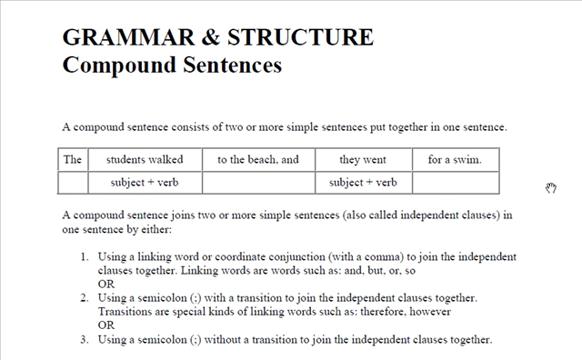 GRAMMAR & STRUCTURE
Compound Sentences
A compound sentence consists of two or more simple sentences put together in one sentence.
The students walked to the beach, and they went for a swim.
subject + verb subject + verb
A compound sentence joins two or more simple sentences (also called independent clauses) in
one sentence by either:
1. Using a linking word or coordinate conjunction (with a comma) to join the independent
clauses together. Linking words are words such as: and, but, or, so
OR
2. Using a semicolon (;) with a transition to join the independent clauses together.
Transitions are special kinds of linking words such as: therefore, however
OR
3. Using a semicolon (;) without a transition to join the independent clauses together.